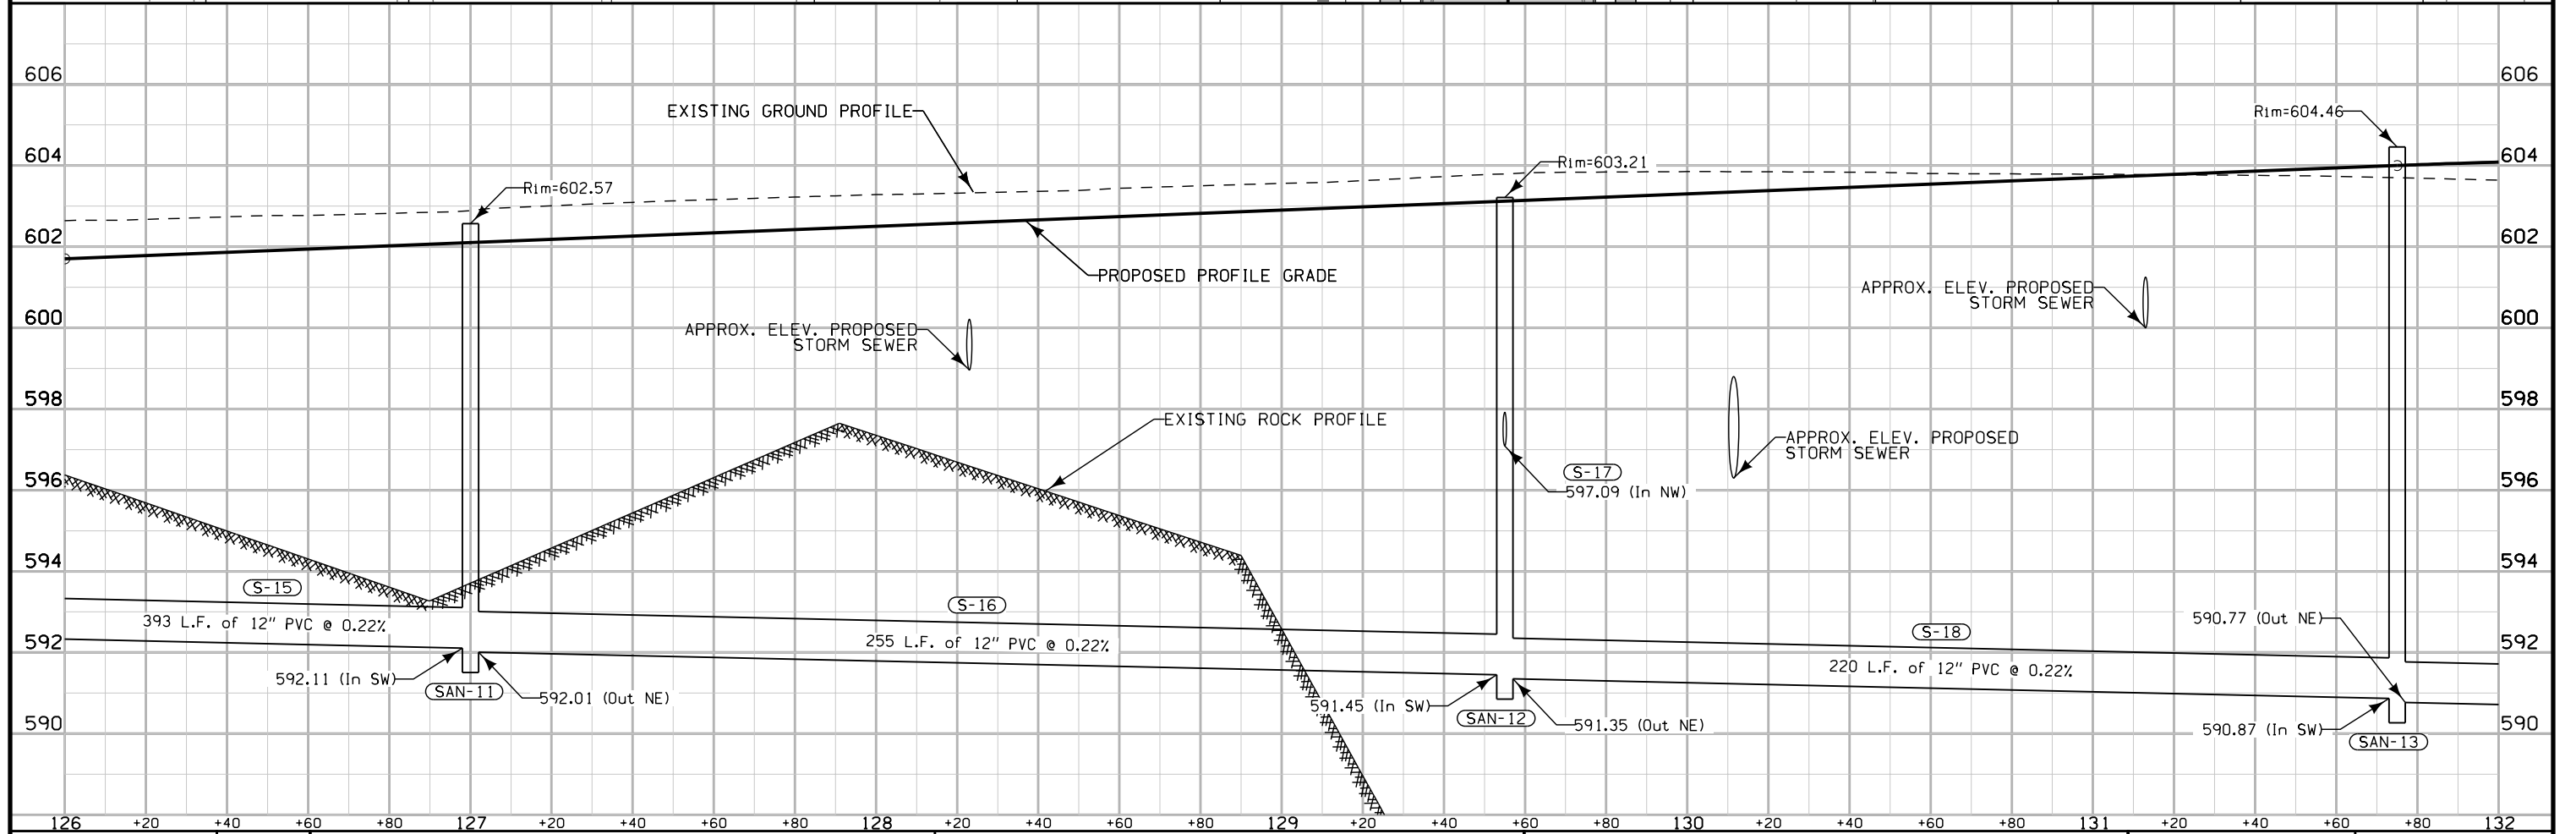 606
606
EXISTING GROUND PROFILE
Rim=604.46
604
604
Rim=603.21
Rim=602.57
602
602
PROPOSED PROFILE GRADE
APPROX. ELEV. PROPOSED
STORM SEWER
APPROX. ELEV. PROPOSED
STORM SEWER
600
600
598
598
EXISTING ROCK PROFILE
APPROX. ELEV. PROPOSED
STORM SEWER
S-17
597.09 (In NW)
596
596
594
594
S-15
S-16
393 L.F. of 12" PVC @ 0.22%
590.77 (Out NE)
S-18
592
592
255 L.F. of 12" PVC @ 0.22%
220 L.F. of 12" PVC @ 0.22%
592.11 (In SW)
SAN-11
592.01 (Out NE)
591.45 (In SW)
SAN-12
591.35 (Out NE)
590.87 (In SW)
SAN-13
590
590
126 +20 +40 +60 +80 127 +20 +40 +60 +80 128 +20 +40 +60 +80 129 +20 +40 +60 +80 130 +20 +40 +60 +80 131 +20 +40 +60 +80 132